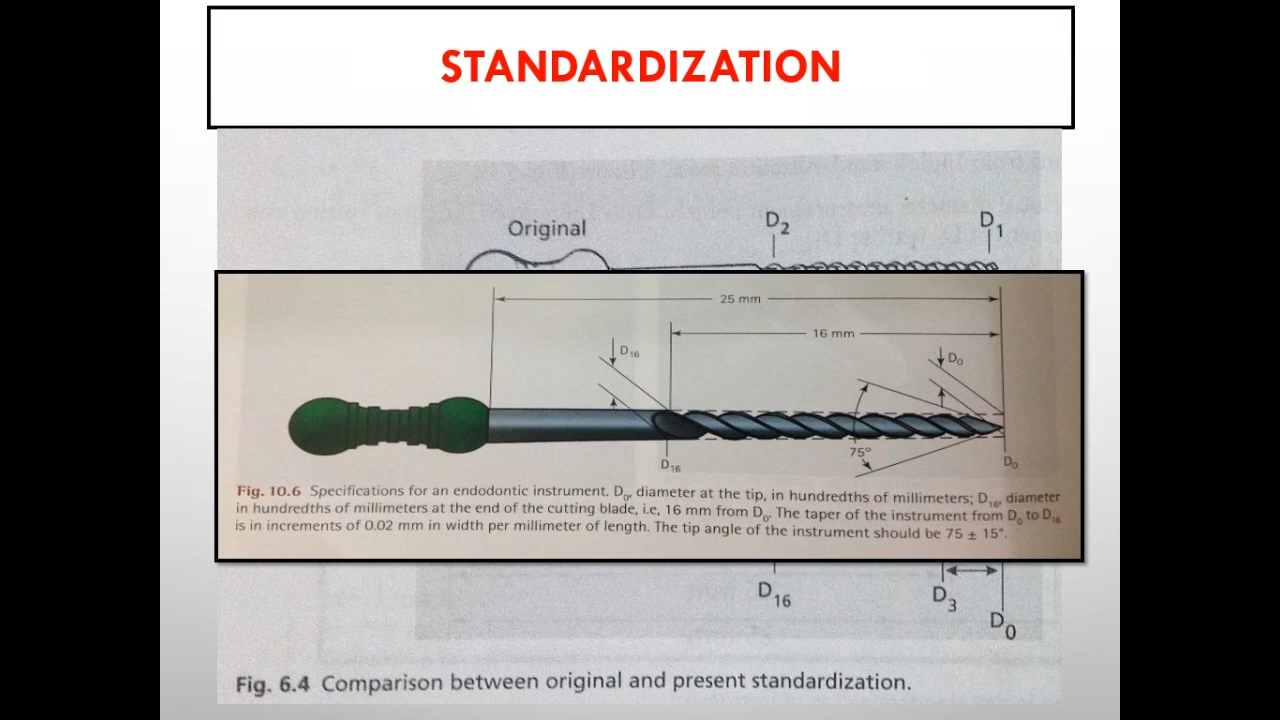 STANDARDIZATION
Original
D2
D1
25 mm
16 mm
D16
D0
75°
D16
D0
Fig. 10.6 Specifications for an endodontic instrument. D0, diameter at the tip, in hundredths of millimeters; D16, diameter
in hundredths of millimeters at the end of the cutting blade, i.e, 16 mm from D0. The taper of the instrument from D0 to D16
is in increments of 0.02 mm in width per millimeter of length. The tip angle of the instrument should be 75 ± 15°.
D16
D3
D0
Fig. 6.4 Comparison between original and present standardization.